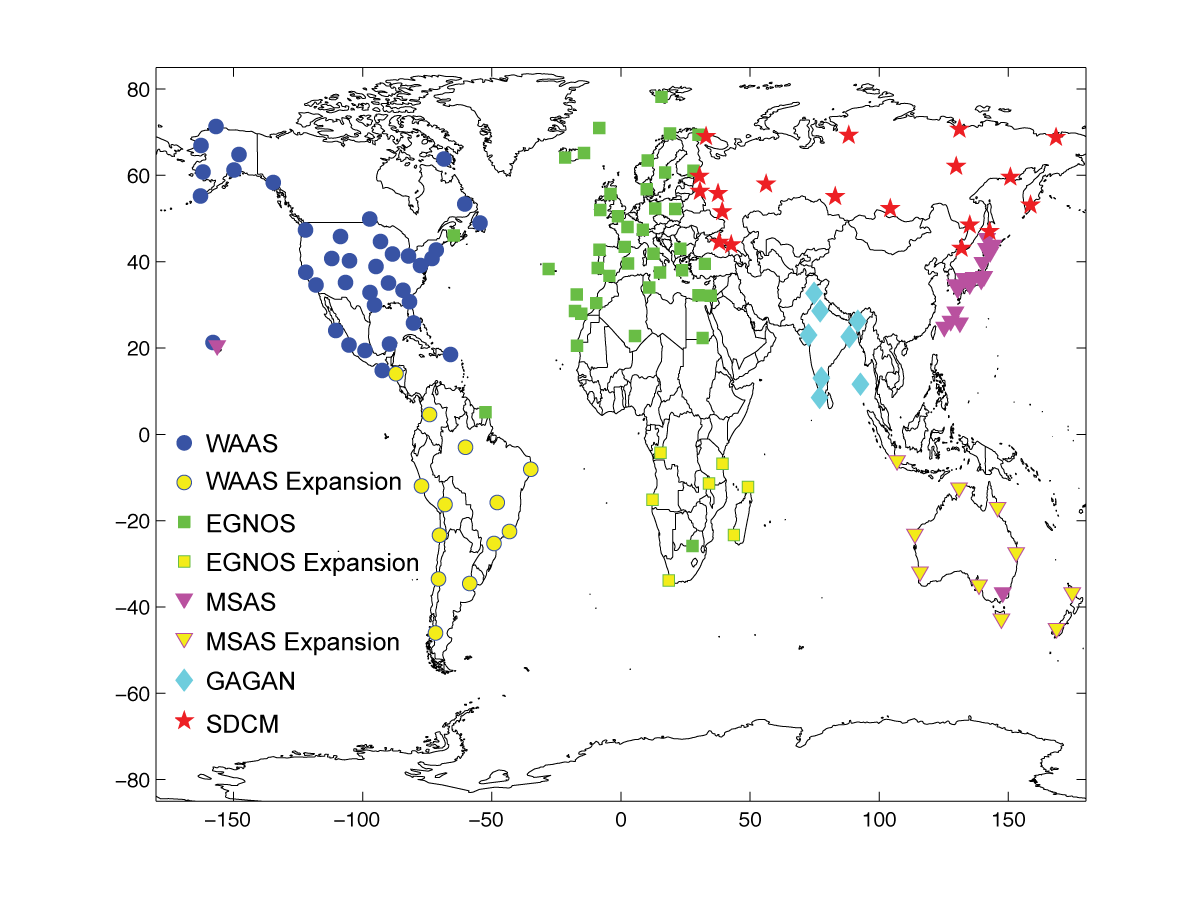 80
60
40
20
0
−20
−40
−60
−80
WAAS
WAAS Expansion
EGNOS
EGNOS Expansion
MSAS
MSAS Expansion
GAGAN
SDCM
−150 −100 −50 0 50 100 150